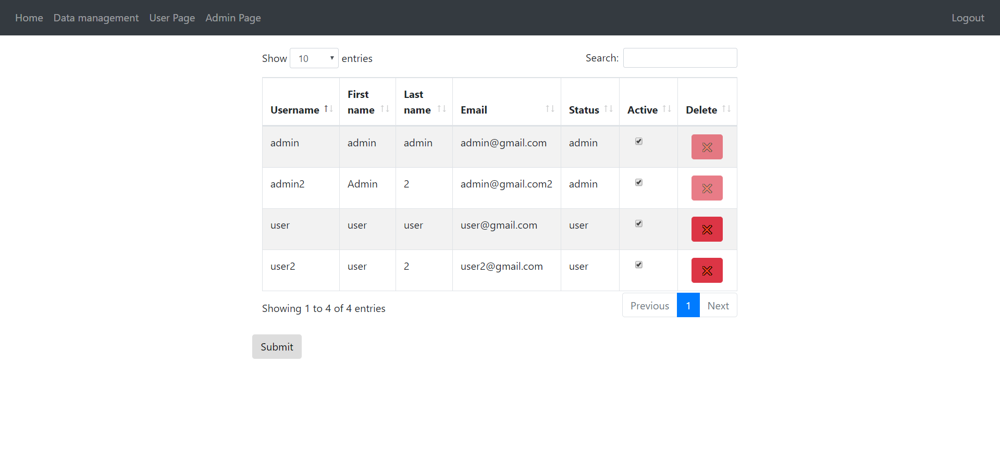 Home Data management User Page Admin Page Logout
Show 10 entries Search:
Username First name Last name Email Status Active Delete
admin admin admin admin@gmail.com admin
admin2 Admin 2 admin@gmail.com2 admin
user user user user@gmail.com user
user2 user 2 user2@gmail.com user
Showing 1 to 4 of 4 entries Previous 1 Next
Submit